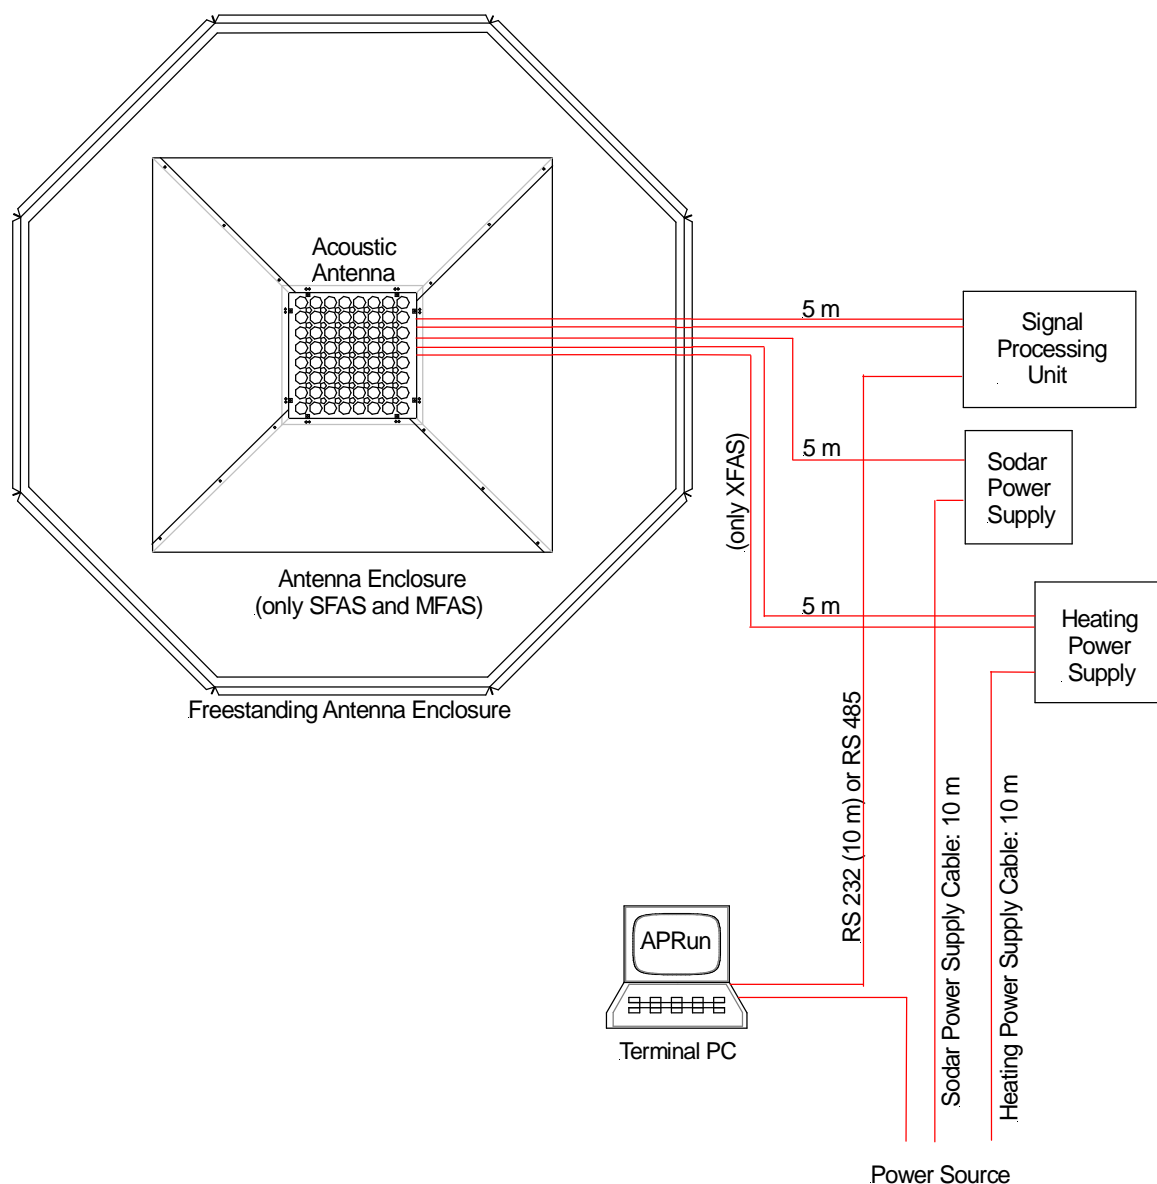 Acoustic
Antenna
5 m
Signal
Processing
Unit
5 m
Sodar
Power
Supply
(only XFAS)
Antenna Enclosure
(only SFAS and MFAS)
5 m
Heating
Power
Supply
Freestanding Antenna Enclosure
RS 232 (10 m) or RS 485
Sodar Power Supply Cable: 10 m
Heating Power Supply Cable: 10 m
APRun
Terminal PC
Power Source